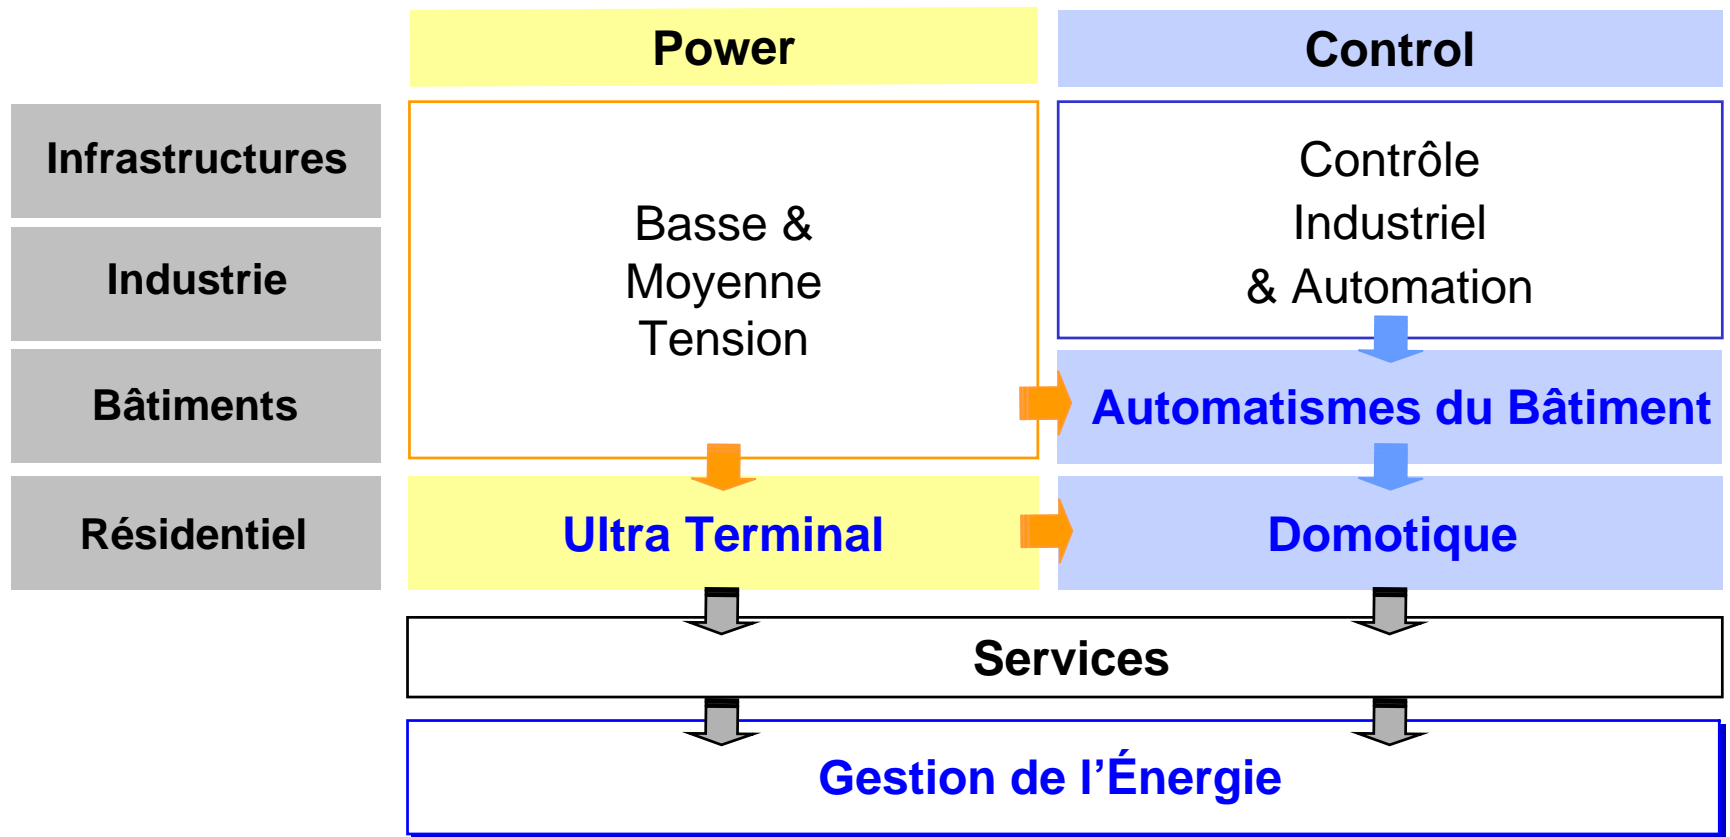 Power
Control
Infrastructures
Industrie
Bâtiments
Résidentiel
Basse &
Moyenne
Tension
Contrôle
Industriel
& Automation
Automatismes du Bâtiment
Ultra Terminal
Domotique
Services
Gestion de l’Énergie